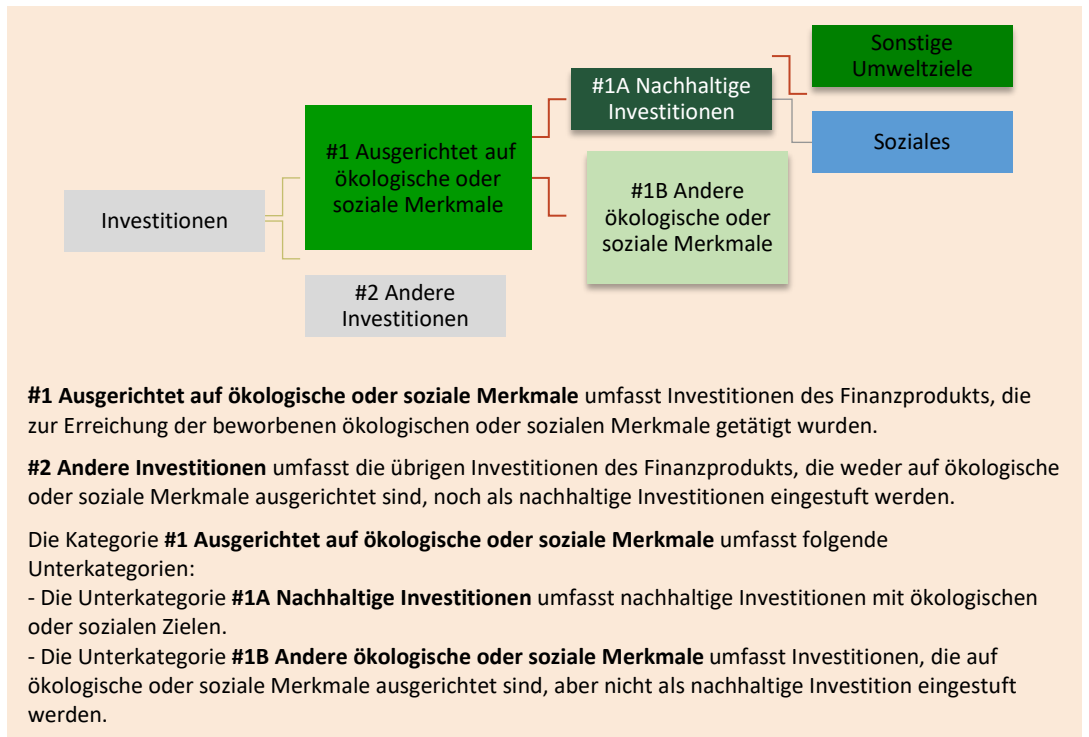 Sonstige
Umweltziele
#1A Nachhaltige
Investitionen
Soziales
#1 Ausgerichtet auf
ökologische oder
soziale Merkmale
#1B Andere
ökologische oder
soziale Merkmale
Investitionen
#2 Andere
Investitionen
#1 Ausgerichtet auf ökologische oder soziale Merkmale umfasst Investitionen des Finanzprodukts, die
zur Erreichung der beworbenen ökologischen oder sozialen Merkmale getätigt wurden.
#2 Andere Investitionen umfasst die übrigen Investitionen des Finanzprodukts, die weder auf ökologische
oder soziale Merkmale ausgerichtet sind, noch als nachhaltige Investitionen eingestuft werden.
Die Kategorie #1 Ausgerichtet auf ökologische oder soziale Merkmale umfasst folgende
Unterkategorien:
- Die Unterkategorie #1A Nachhaltige Investitionen umfasst nachhaltige Investitionen mit ökologischen
oder sozialen Zielen.
- Die Unterkategorie #1B Andere ökologische oder soziale Merkmale umfasst Investitionen, die auf
ökologische oder soziale Merkmale ausgerichtet sind, aber nicht als nachhaltige Investition eingestuft
werden.